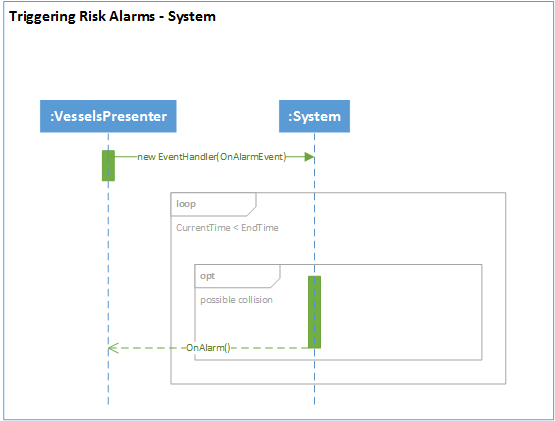 Triggering Risk Alarms - System
:VesselsPresenter
:System
new EventHandler(OnAlarmEvent)
loop
CurrentTime < EndTime
opt
possible collision
OnAlarm()